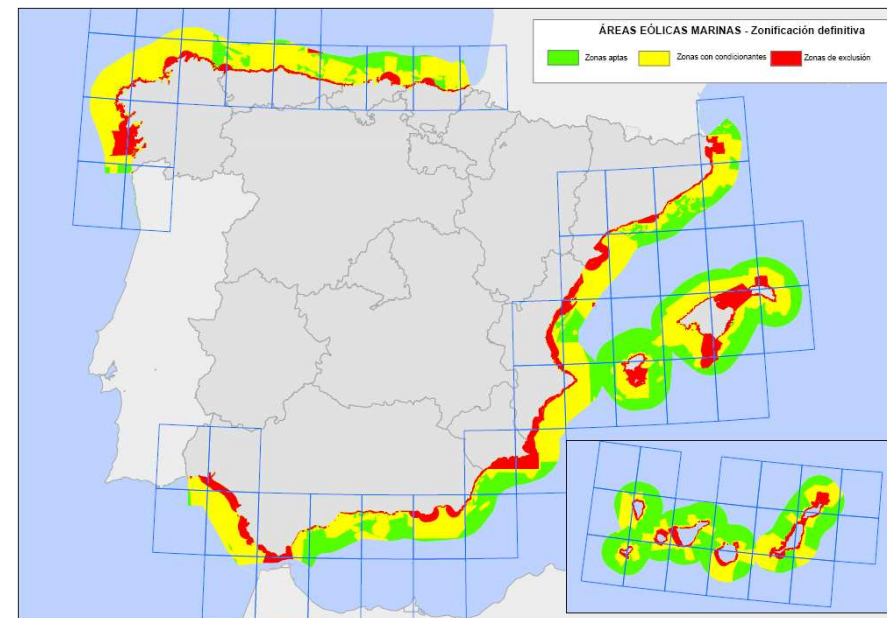 ÁREAS EÓLICAS MARINAS - Zonificación definitiva
Zonas aptas Zonas con condicionantes Zonas de exclusión